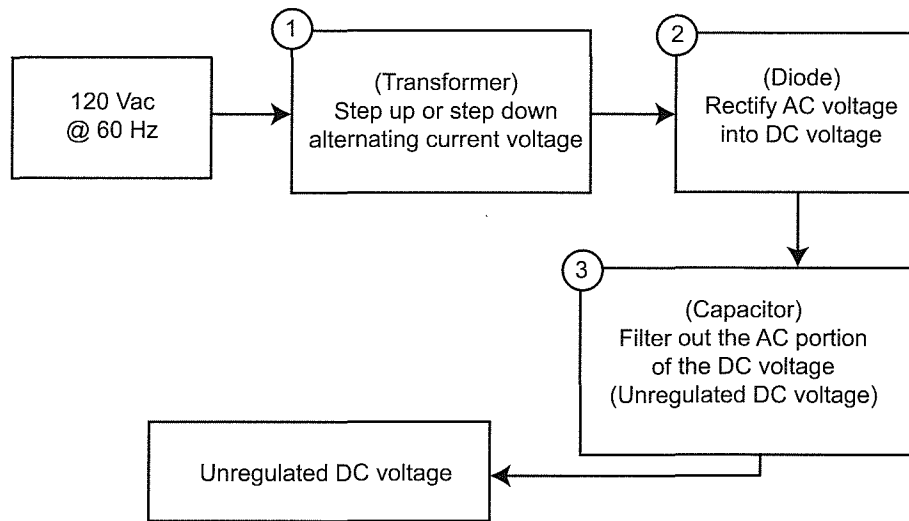 120 Vac
@ 60 Hz
1
(Transformer)
Step up or step down
alternating current voltage
2
(Diode)
Rectify AC voltage
into DC voltage
3
(Capacitor)
Filter out the AC portion
of the DC voltage
(Unregulated DC voltage)
Unregulated DC voltage